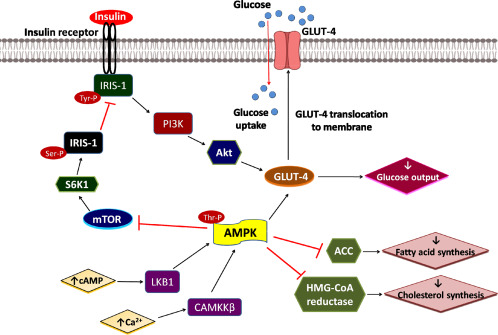 Insulin
Glucose
GLUT-4
Insulin receptor
IRIS-1
Tyr-P
Glucose
uptake
GLUT-4 translocation
to membrane
PI3K
IRIS-1
Ser-P
Akt
S6K1
GLUT-4
↓
Glucose output
mTOR
Thr-P
AMPK
ACC
↓
Fatty acid synthesis
↑cAMP
LKB1
HMG-CoA
reductase
↓
Cholesterol synthesis
↑Ca²⁺
CAMKKβ